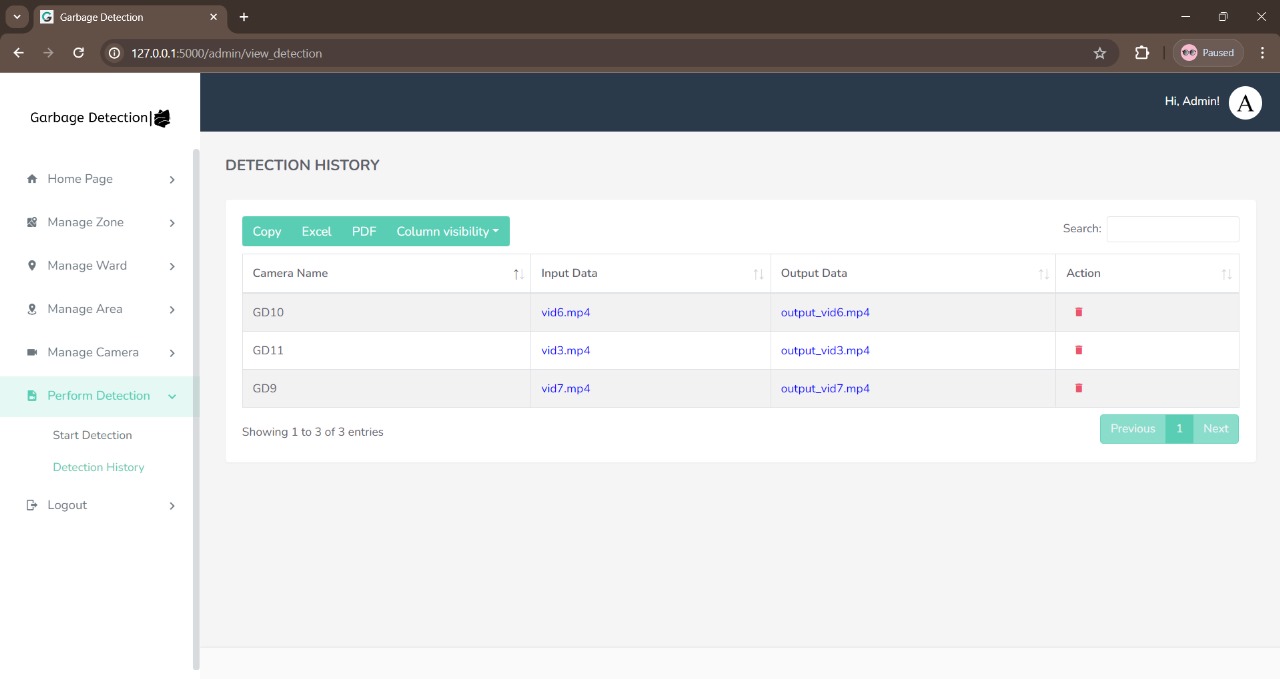 Garbage Detection
127.0.0.1:5000/admin/view_detection
Paused
Garbage Detection|
Hi, Admin!
A
Home Page
Manage Zone
Manage Ward
Manage Area
Manage Camera
Perform Detection
Start Detection
Detection History
Logout
DETECTION HISTORY
Copy Excel PDF Column visibility
Search:
Camera Name Input Data Output Data Action
GD10 vid6.mp4 output_vid6.mp4
GD11 vid3.mp4 output_vid3.mp4
GD9 vid7.mp4 output_vid7.mp4
Showing 1 to 3 of 3 entries
Previous 1 Next